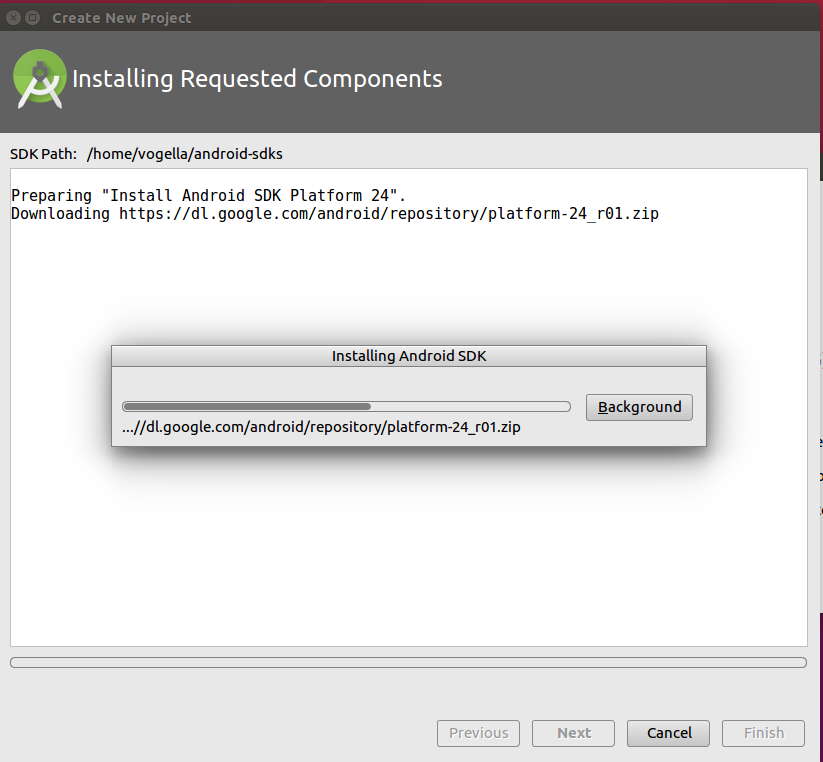 Create New Project
Installing Requested Components
SDK Path: /home/vogella/android-sdks
Preparing "Install Android SDK Platform 24".
Downloading https://dl.google.com/android/repository/platform-24_r01.zip
Installing Android SDK
Background
...//dl.google.com/android/repository/platform-24_r01.zip
Previous Next Cancel Finish